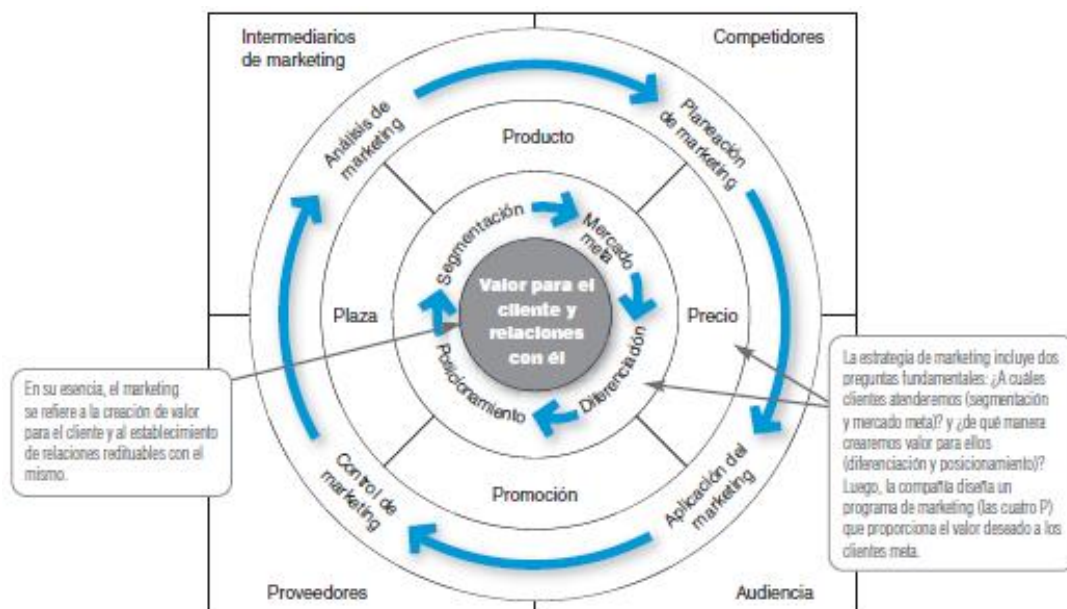 Intermediarios
de marketing
Competidores
Análisis de
marketing
Planeación
de marketing
Producto
Segmentación
Mercado
meta
Valor para el
cliente y
relaciones
con él
Plaza
Precio
Posicionamiento
Diferenciación
Promoción
Control de
marketing
Aplicación del
marketing
Proveedores
Audiencia
En su esencia, el marketing
se refiere a la creación de valor
para el cliente y al establecimiento
de relaciones redituables con el
mismo.
La estrategia de marketing incluye dos
preguntas fundamentales: ¿A cuáles
clientes atenderemos (segmentación
y mercado meta)? y ¿de qué manera
crearemos valor para ellos
(diferenciación y posicionamiento)?
Luego, la compañía diseña un
programa de marketing (las cuatro P)
que proporciona el valor deseado a los
clientes meta.